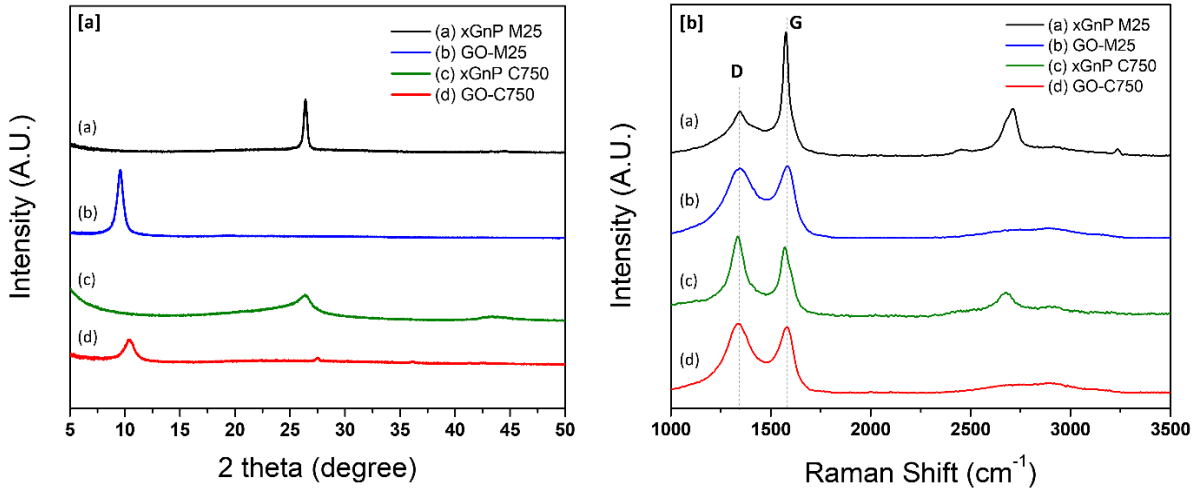 [a]
(a) xGnP M25
(b) GO-M25
(c) xGnP C750
(d) GO-C750
(a)
(b)
(c)
(d)
Intensity (A.U.)
5 10 15 20 25 30 35 40 45 50
2 theta (degree)
[b]
G
D
(a) xGnP M25
(b) GO-M25
(c) xGnP C750
(d) GO-C750
(a)
(b)
(c)
(d)
Intensity (A.U.)
1000 1500 2000 2500 3000 3500
Raman Shift (cm⁻¹)